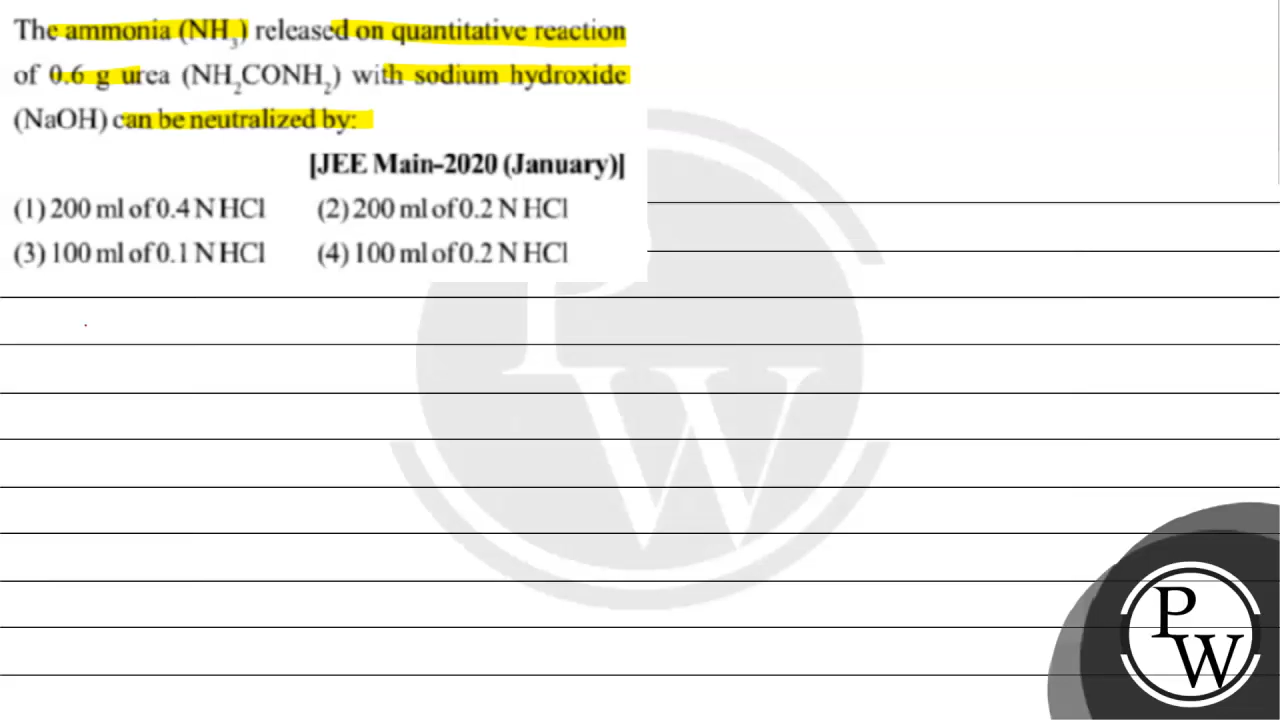 The ammonia (NH₃) released on quantitative reaction
of 0.6 g urea (NH₂CONH₂) with sodium hydroxide
(NaOH) can be neutralized by:
[JEE Main–2020 (January)]
(1) 200 ml of 0.4 N HCl (2) 200 ml of 0.2 N HCl
(3) 100 ml of 0.1 N HCl (4) 100 ml of 0.2 N HCl
P
W
P
W